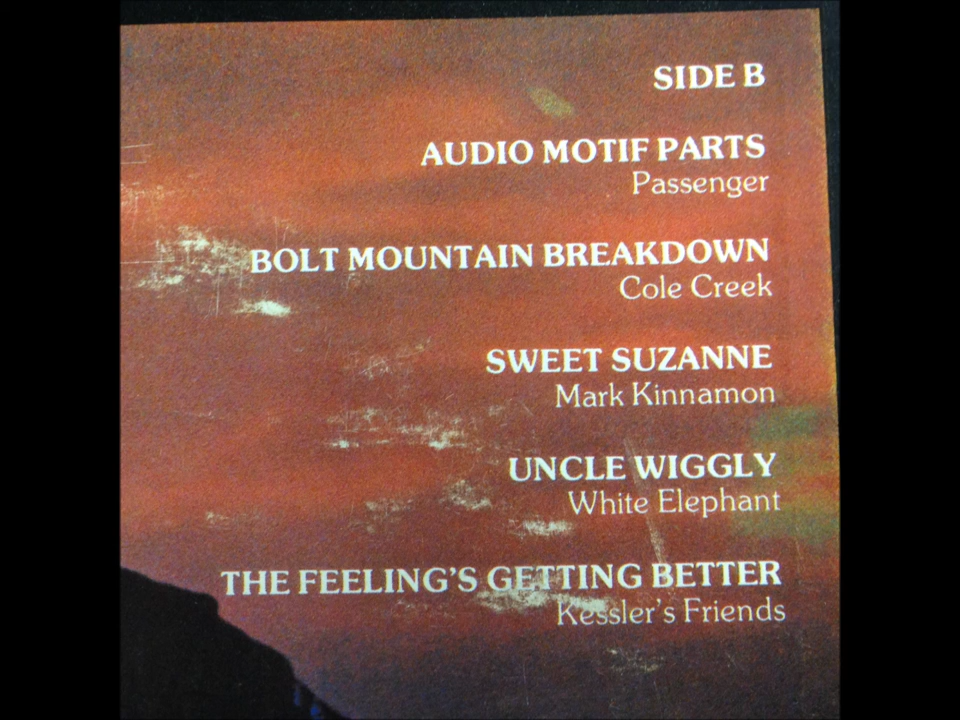 SIDE B
AUDIO MOTIF PARTS
Passenger
BOLT MOUNTAIN BREAKDOWN
Cole Creek
SWEET SUZANNE
Mark Kinnamon
UNCLE WIGGLY
White Elephant
THE FEELING'S GETTING BETTER
Kessler's Friends